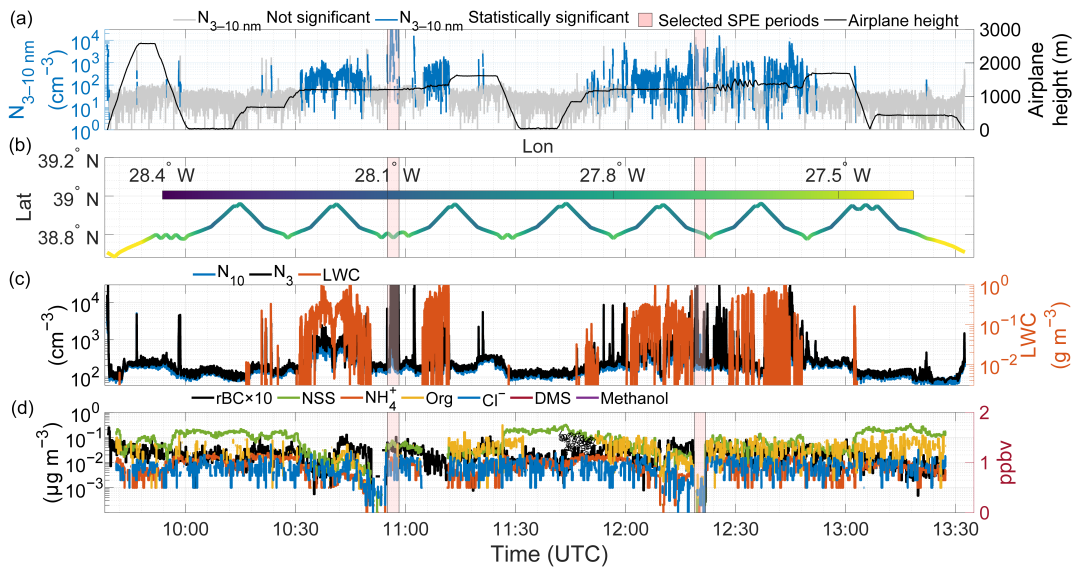 (a) N3–10 nm Not significant N3–10 nm Statistically significant Selected SPE periods Airplane height
N3–10 nm
(cm−3)
10^4
10^3
10^2
10^1
10^0
3000
2000
1000
0
Airplane
height (m)
(b) Lon
39.2° N
39° N
38.8° N
Lat
28.4° W 28.1° W 27.8° W 27.5° W
(c) N10 N3 LWC
(cm−3)
10^4
10^3
10^2
10^0
10^−1
10^−2
LWC
(g m−3)
(d) rBC×10 NSS NH4+ Org Cl− DMS Methanol
(μg m−3)
10^0
10^−1
10^−2
10^−3
2
1
0
ppbv
10:00 10:30 11:00 11:30 12:00 12:30 13:00 13:30
Time (UTC)